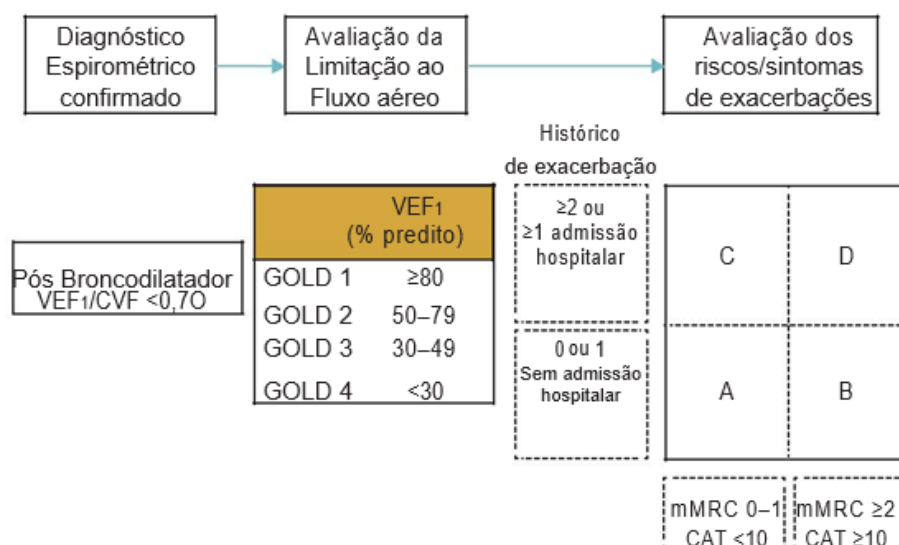 Diagnóstico
Espirométrico
confirmado
Avaliação da
Limitação ao
Fluxo aéreo
Avaliação dos
riscos/sintomas
de exacerbações
Histórico
de exacerbação
Pós Broncodilatador
VEF1/CVF <0,7O
VEF1
(% predito)
GOLD 1 ≥80
GOLD 2 50–79
GOLD 3 30–49
GOLD 4 <30
≥2 ou
≥1 admissão
hospitalar
0 ou 1
Sem admissão
hospitalar
C D
A B
mMRC 0–1 mMRC ≥2
CAT <10 CAT ≥10